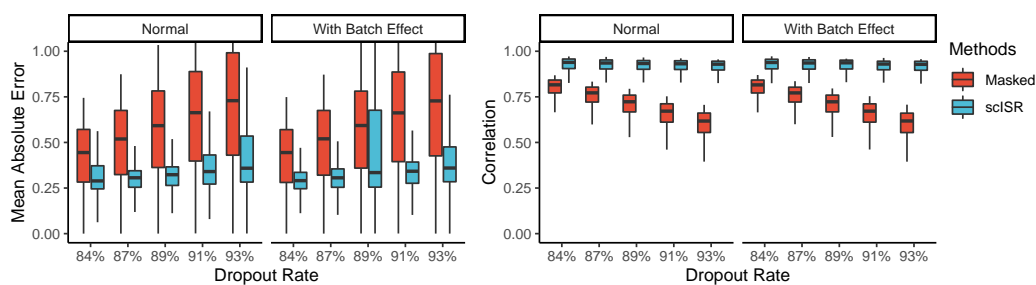 Normal
With Batch Effect
Mean Absolute Error
1.00
0.75
0.50
0.25
0.00
84% 87% 89% 91% 93%
84% 87% 89% 91% 93%
Dropout Rate
Normal
With Batch Effect
Correlation
1.00
0.75
0.50
0.25
0.00
84% 87% 89% 91% 93%
84% 87% 89% 91% 93%
Dropout Rate
Methods
Masked
scISR